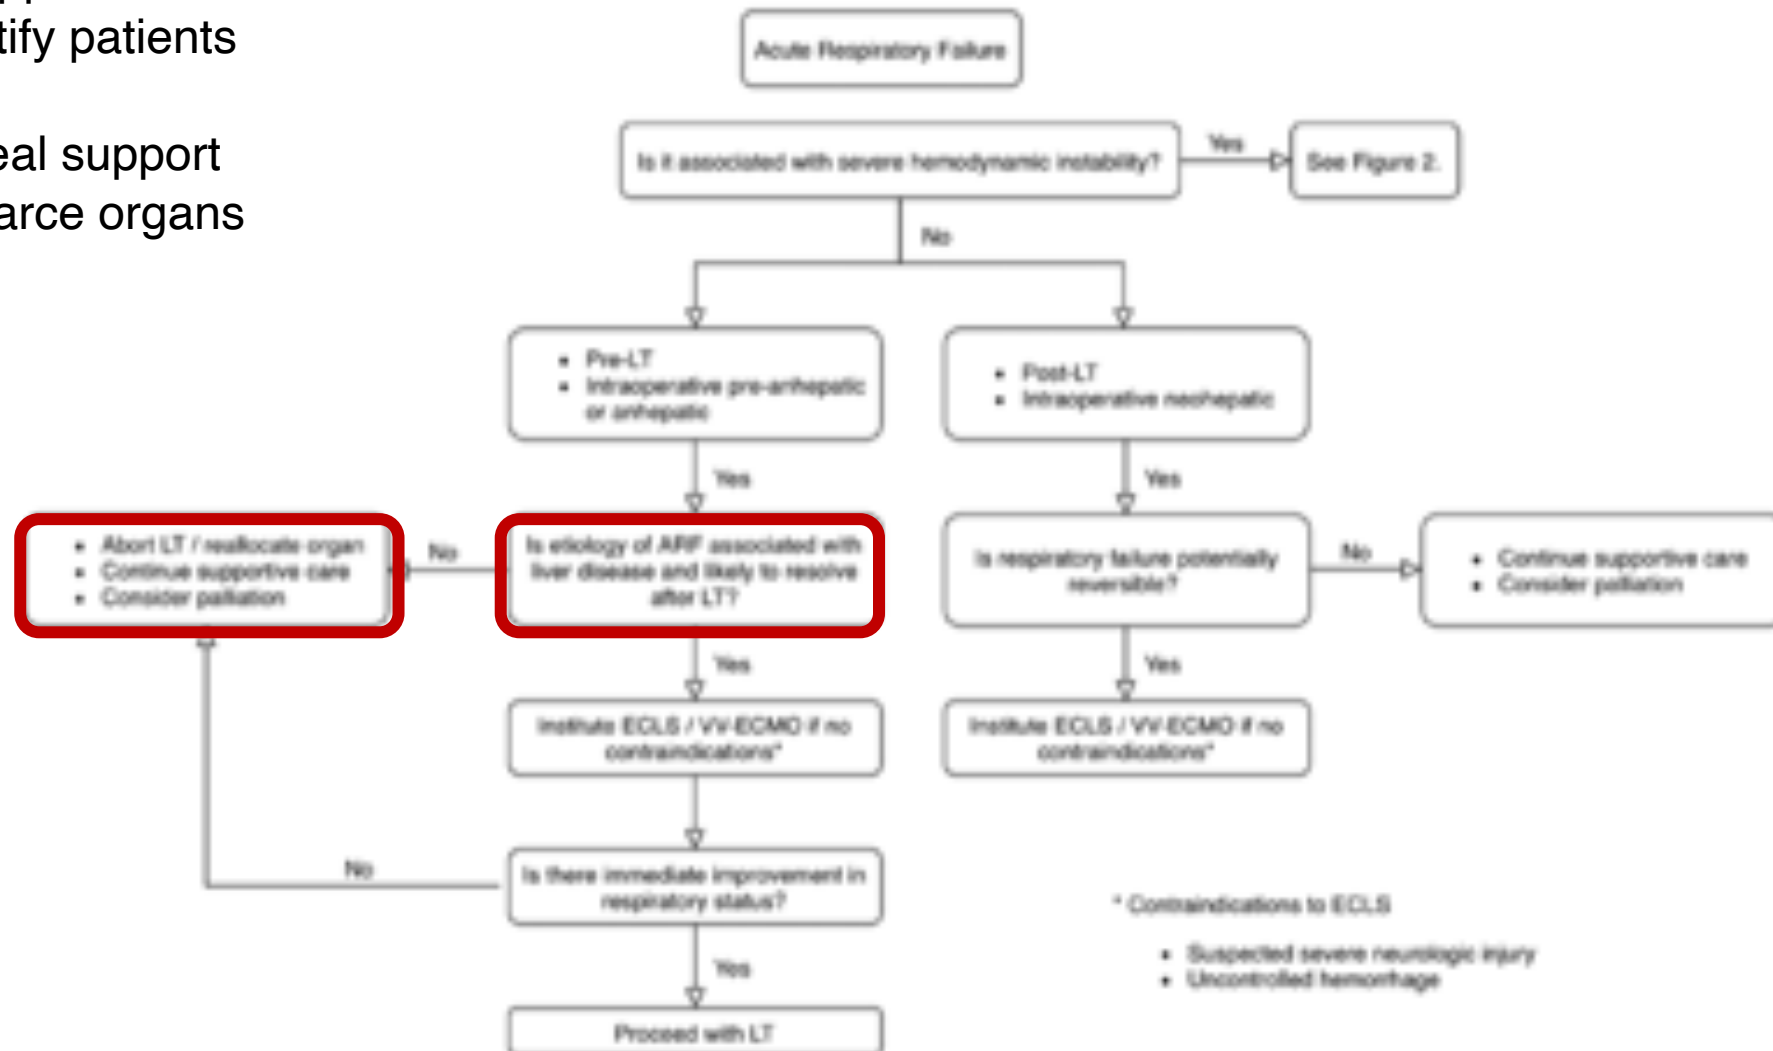 tify patients
eal support
arce organs
Acute Respiratory Failure
Is it associated with severe hemodynamic instability?
Yes
See Figure 2.
No
• Pre-LT
• Intraoperative pre-anhepatic
or anhepatic
• Post-LT
• Intraoperative neohepatic
Yes
Yes
• Abort LT / reallocate organ
• Continue supportive care
• Consider palliation
No
Is etiology of ARF associated with
liver disease and likely to resolve
after LT?
Is respiratory failure potentially
reversible?
No
• Continue supportive care
• Consider palliation
Yes
Yes
Institute ECLS / VV-ECMO if no
contraindications*
Institute ECLS / VV-ECMO if no
contraindications*
No
Is there immediate improvement in
respiratory status?
* Contraindications to ECLS
• Suspected severe neurologic injury
• Uncontrolled hemorrhage
Yes
Proceed with LT